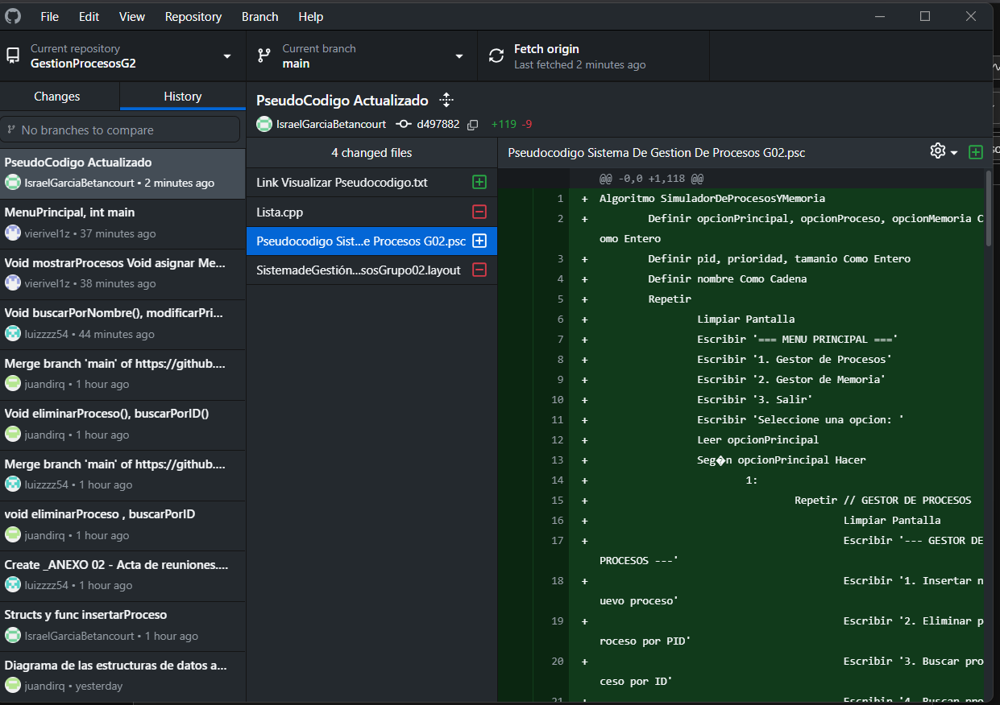 File Edit View Repository Branch Help
Current repository
GestionProcesosG2
Current branch
main
Fetch origin
Last fetched 2 minutes ago
Changes
History
No branches to compare
PseudoCodigo Actualizado
IsraelGarciaBetancourt • 2 minutes ago
MenuPrincipal, int main
vierivel1z • 37 minutes ago
Void mostrarProcesos Void asignar Me...
vierivel1z • 38 minutes ago
Void buscarPorNombre(), modificarPri...
luizzzz54 • 44 minutes ago
Merge branch 'main' of https://github....
juandirq • 1 hour ago
Void eliminarProceso(), buscarPorID()
juandirq • 1 hour ago
Merge branch 'main' of https://github....
luizzzz54 • 1 hour ago
void eliminarProceso , buscarPorID
juandirq • 1 hour ago
Create _ANEXO 02 - Acta de reuniones....
luizzzz54 • 1 hour ago
Structs y func insertarProceso
IsraelGarciaBetancourt • 1 hour ago
Diagrama de las estructuras de datos a...
juandirq • yesterday
PseudoCodigo Actualizado
IsraelGarciaBetancourt d497882 +119 -9
4 changed files
Link Visualizar Pseudocodigo.txt
Lista.cpp
Pseudocodigo Sist...e Procesos G02.psc
SistemadeGestión...sosGrupo02.layout
Pseudocodigo Sistema De Gestion De Procesos G02.psc
@@ -0,0 +1,118 @@
1 + Algoritmo SimuladorDeProcesosYMemoria
2 + Definir opcionPrincipal, opcionProceso, opcionMemoria C
omo Entero
3 + Definir pid, prioridad, tamanio Como Entero
4 + Definir nombre Como Cadena
5 + Repetir
6 + Limpiar Pantalla
7 + Escribir '=== MENU PRINCIPAL ==='
8 + Escribir '1. Gestor de Procesos'
9 + Escribir '2. Gestor de Memoria'
10 + Escribir '3. Salir'
11 + Escribir 'Seleccione una opcion: '
12 + Leer opcionPrincipal
13 + Seg�n opcionPrincipal Hacer
14 + 1:
15 + Repetir // GESTOR DE PROCESOS
16 + Limpiar Pantalla
17 + Escribir '--- GESTOR DE
PROCESOS ---'
18 + Escribir '1. Insertar n
uevo proceso'
19 + Escribir '2. Eliminar p
roceso por PID'
20 + Escribir '3. Buscar pro
ceso por ID'
21 + Escribir '4. Buscar pro